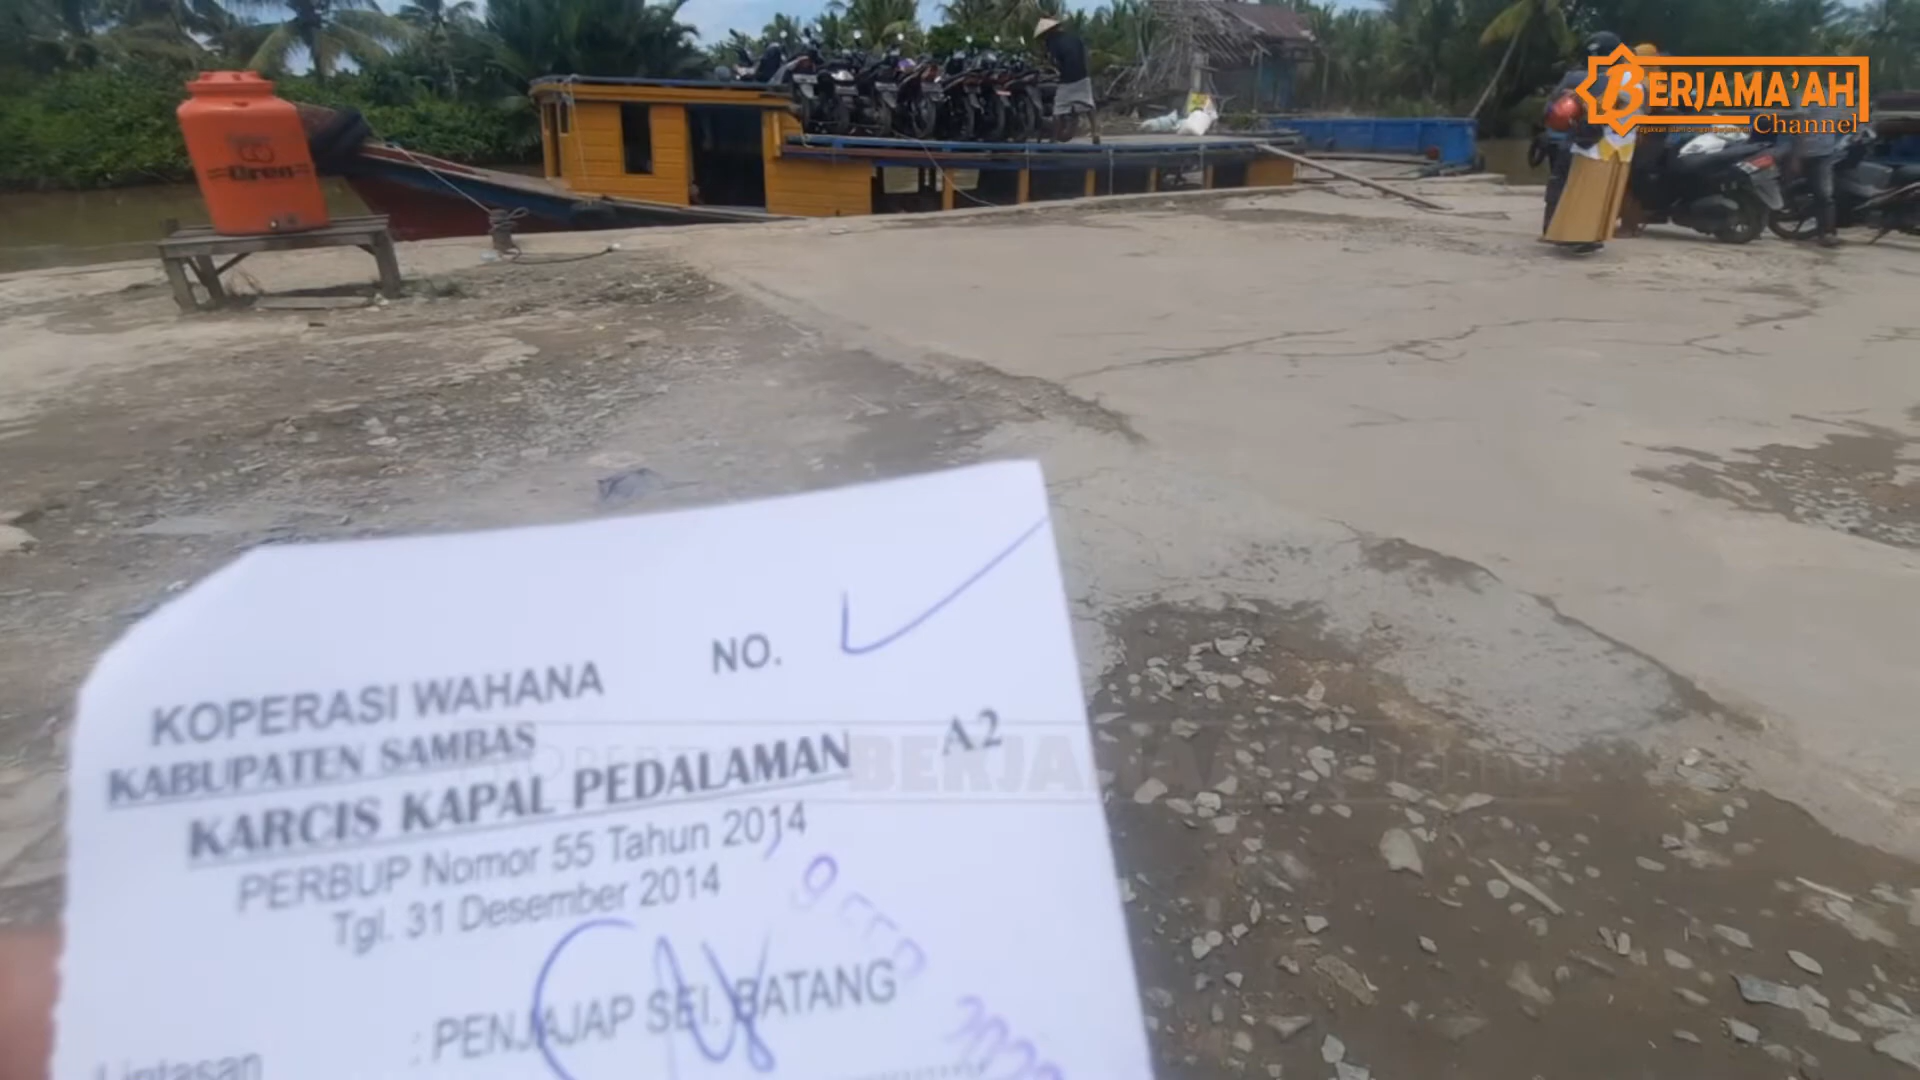 BERJAMA'AH
Channel
Oren
NO.
KOPERASI WAHANA
KABUPATEN SAMBAS
A2
KARCIS KAPAL PEDALAMAN
PERBUP Nomor 55 Tahun 2014
Tgl. 31 Desember 2014
: PENJAJAP SEI. BATANG
Lintasan